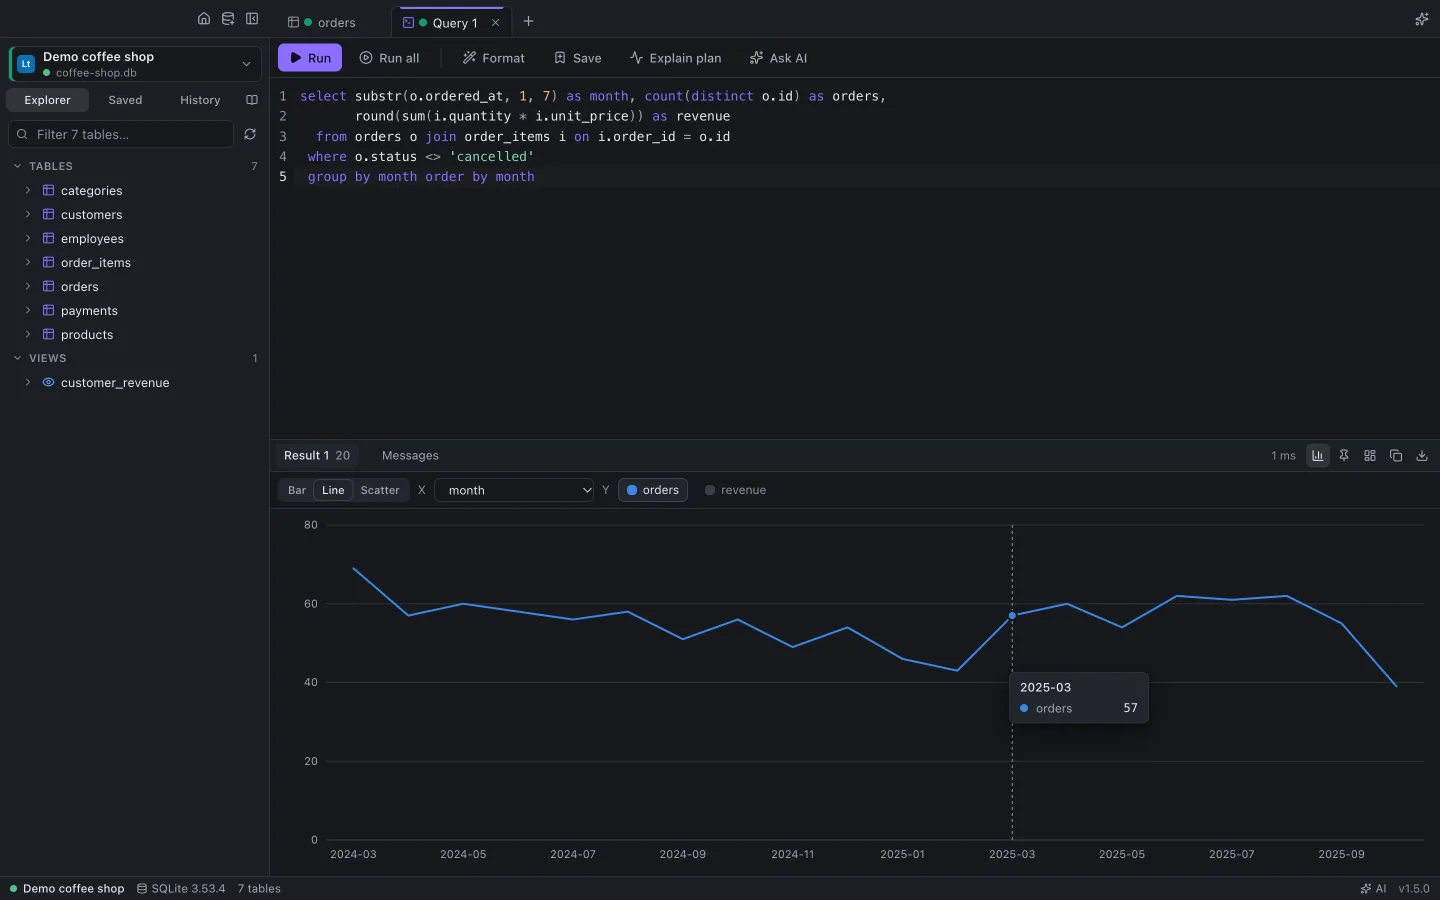 orders
Query 1
Lt
Demo coffee shop
coffee-shop.db
Run
Run all
Format
Save
Explain plan
Ask AI
Explorer
Saved
History
Filter 7 tables...
TABLES 7
categories
customers
employees
order_items
orders
payments
products
VIEWS 1
customer_revenue
1 select substr(o.ordered_at, 1, 7) as month, count(distinct o.id) as orders,
2 round(sum(i.quantity * i.unit_price)) as revenue
3 from orders o join order_items i on i.order_id = o.id
4 where o.status <> 'cancelled'
5 group by month order by month
Result 1 20
Messages
1 ms
Bar Line Scatter X month Y orders revenue
80
60
40
20
0
2025-03
orders 57
2024-03 2024-05 2024-07 2024-09 2024-11 2025-01 2025-03 2025-05 2025-07 2025-09
Demo coffee shop SQLite 3.53.4 7 tables
AI v1.5.0